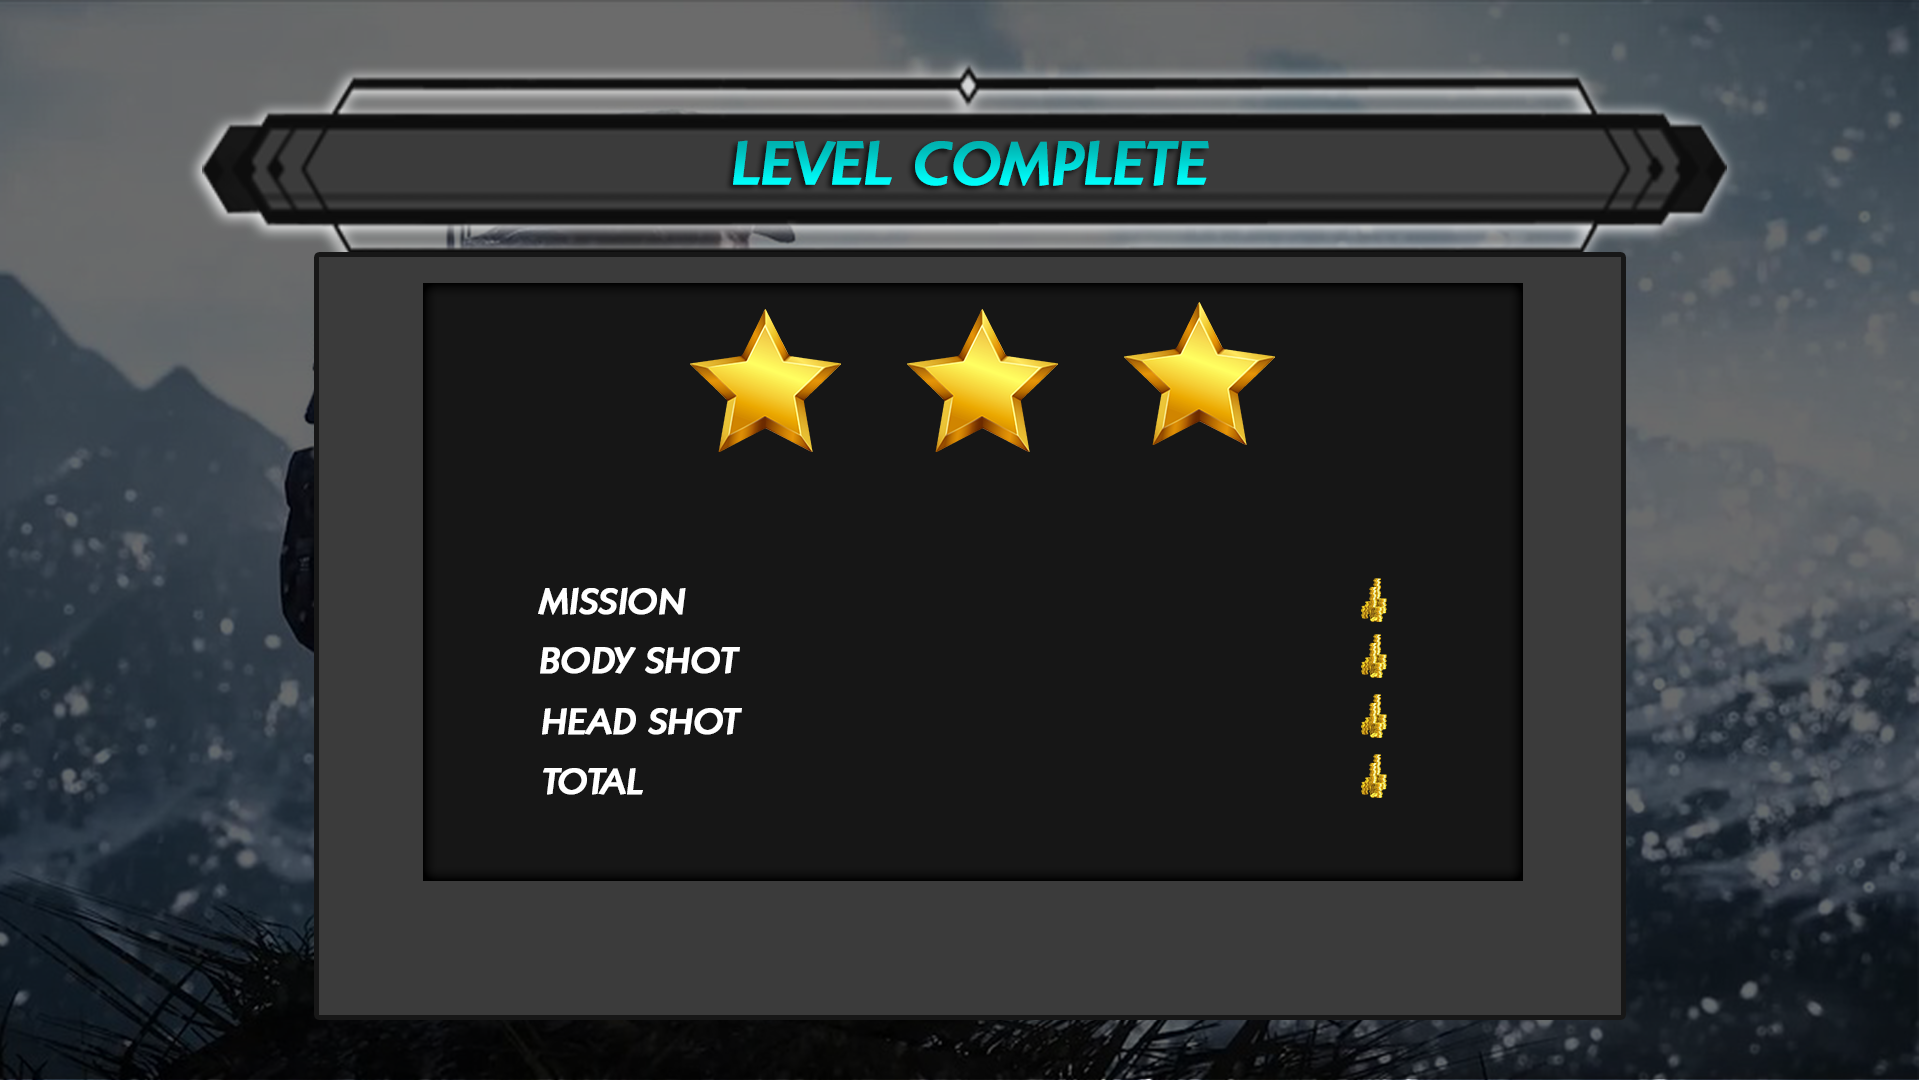 LEVEL COMPLETE
MISSION
BODY SHOT
HEAD SHOT
TOTAL